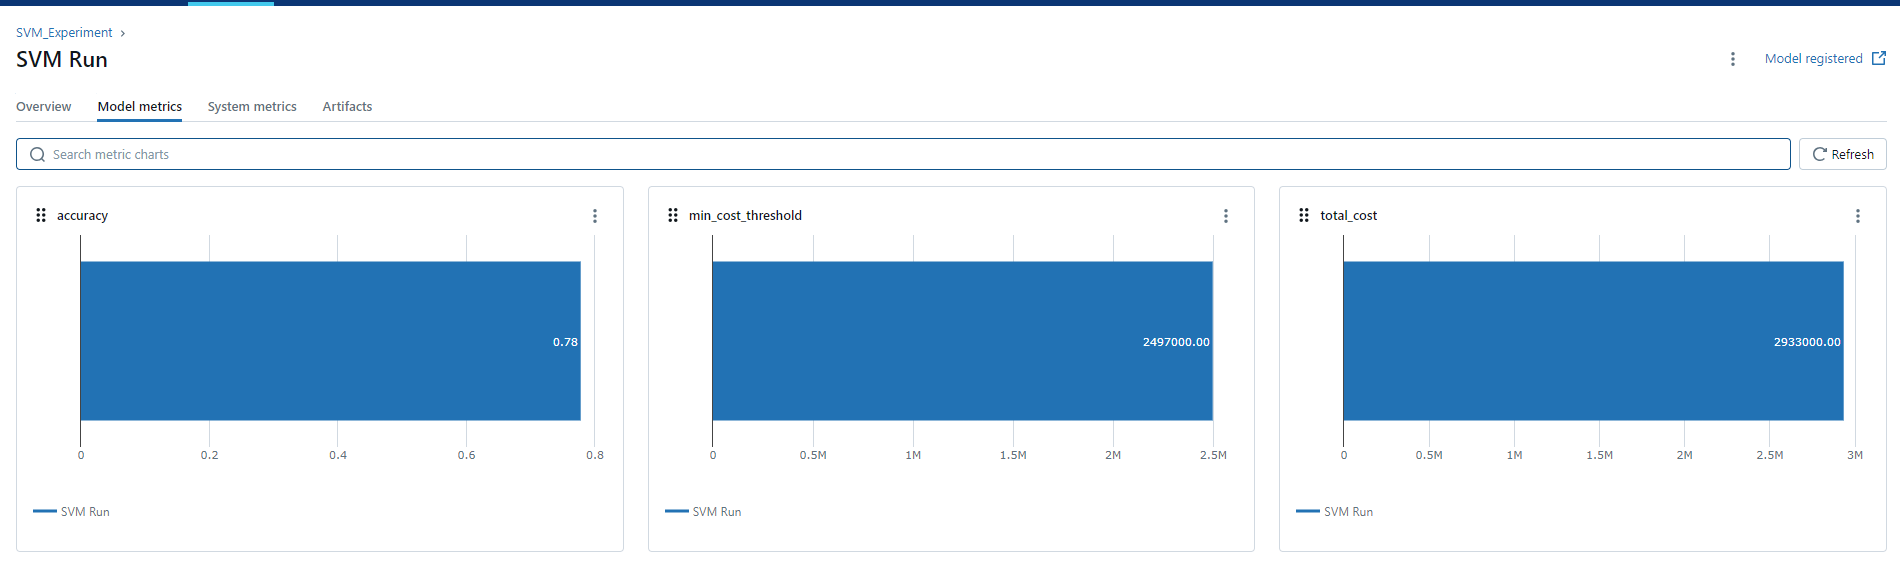 SVM_Experiment
SVM Run
Model registered
Overview Model metrics System metrics Artifacts
Search metric charts
Refresh
accuracy
0.78
0 0.2 0.4 0.6 0.8
SVM Run
min_cost_threshold
2497000.00
0 0.5M 1M 1.5M 2M 2.5M
SVM Run
total_cost
2933000.00
0 0.5M 1M 1.5M 2M 2.5M 3M
SVM Run